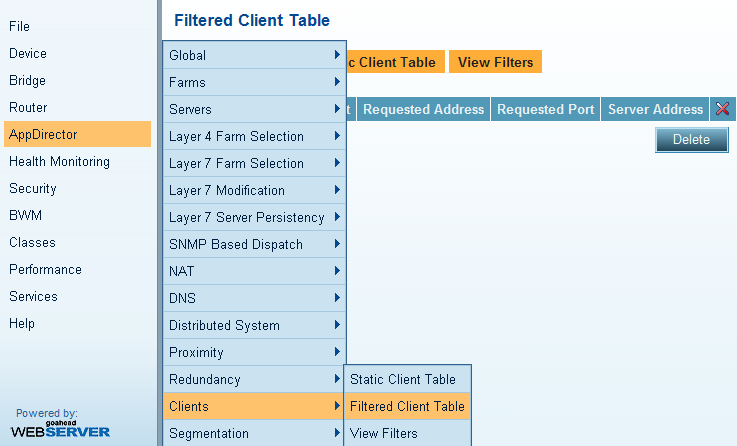 Filtered Client Table
File
Device
Bridge
Router
AppDirector
Health Monitoring
Security
BWM
Classes
Performance
Services
Help
Powered by:
goahead
WEBSERVER
Global
Farms
Servers
Layer 4 Farm Selection
Layer 7 Farm Selection
Layer 7 Modification
Layer 7 Server Persistency
SNMP Based Dispatch
NAT
DNS
Distributed System
Proximity
Redundancy
Clients
Segmentation
Static Client Table
Filtered Client Table
View Filters
c Client Table View Filters
t Requested Address Requested Port Server Address
Delete